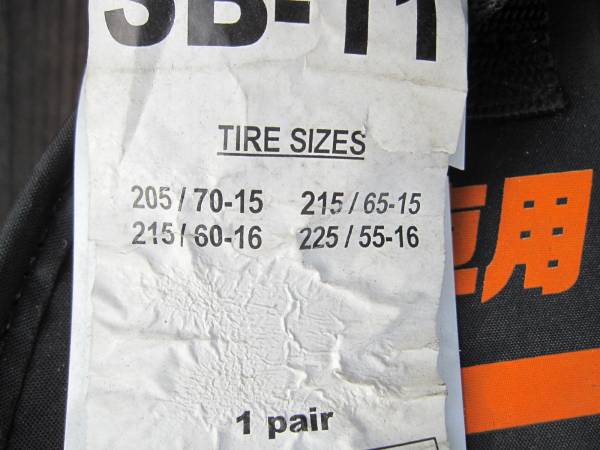 SB-11
TIRE SIZES
205 / 70-15 215 / 65-15
215 / 60-16 225 / 55-16
用
1 pair